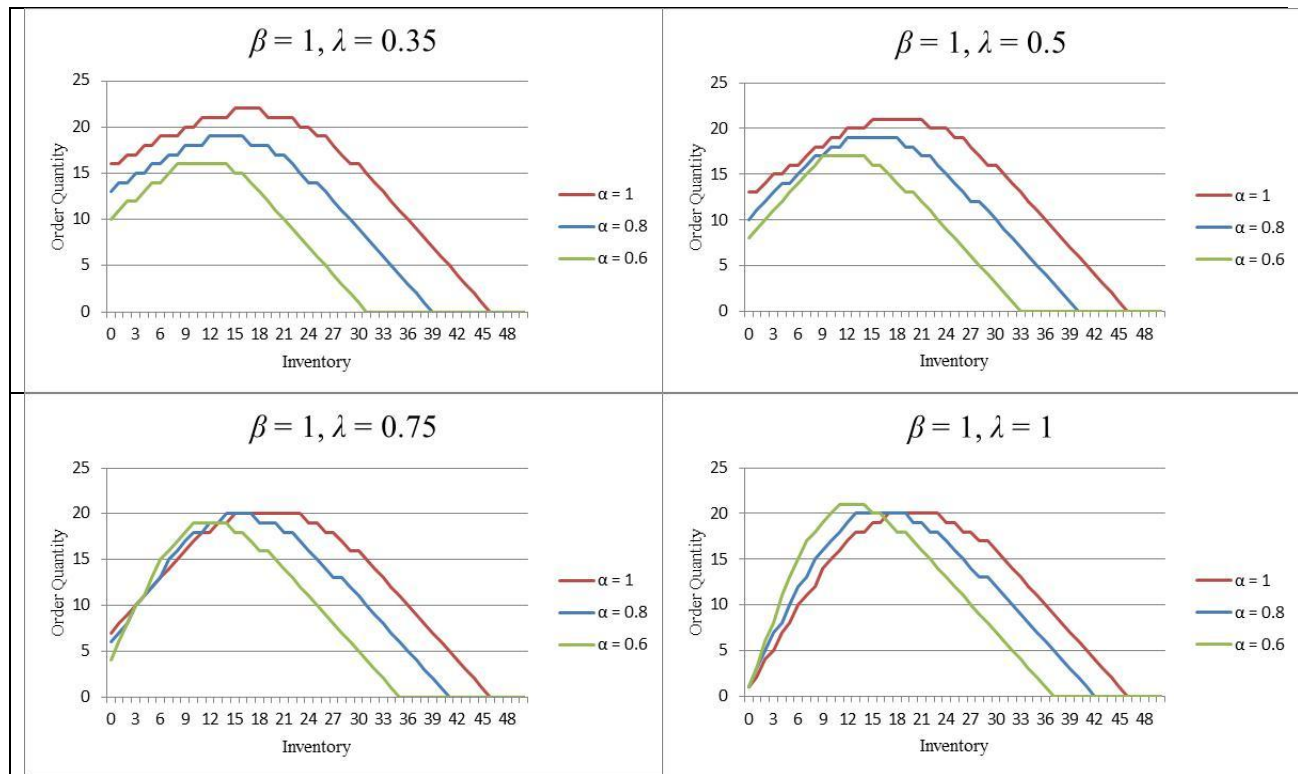 β = 1, λ = 0.35
25
20
15
10
5
0
Order Quantity
0 3 6 9 12 15 18 21 24 27 30 33 36 39 42 45 48
Inventory
α = 1
α = 0.8
α = 0.6
β = 1, λ = 0.5
25
20
15
10
5
0
Order Quantity
0 3 6 9 12 15 18 21 24 27 30 33 36 39 42 45 48
Inventory
α = 1
α = 0.8
α = 0.6
β = 1, λ = 0.75
25
20
15
10
5
0
Order Quantity
0 3 6 9 12 15 18 21 24 27 30 33 36 39 42 45 48
Inventory
α = 1
α = 0.8
α = 0.6
β = 1, λ = 1
25
20
15
10
5
0
Order Quantity
0 3 6 9 12 15 18 21 24 27 30 33 36 39 42 45 48
Inventory
α = 1
α = 0.8
α = 0.6